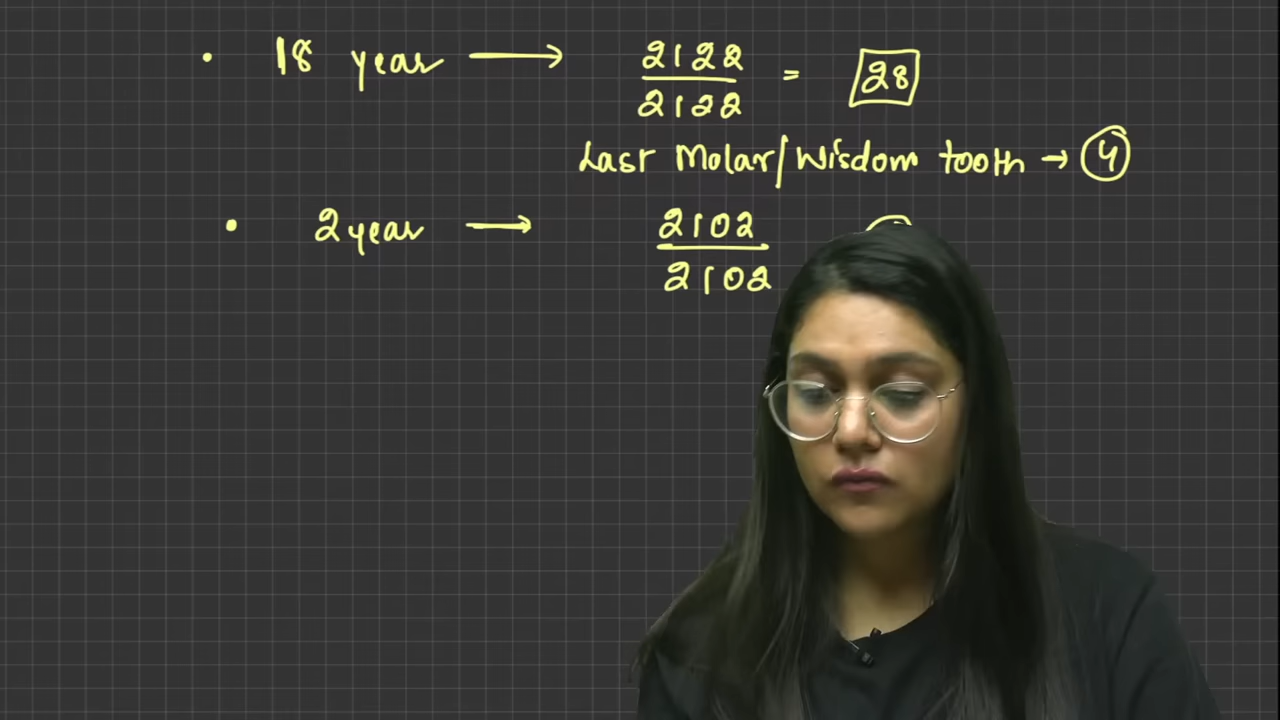 • 18 year → 2122/2122 = 28
Last Molar/Wisdom tooth → 4
• 2 year → 2102/2102